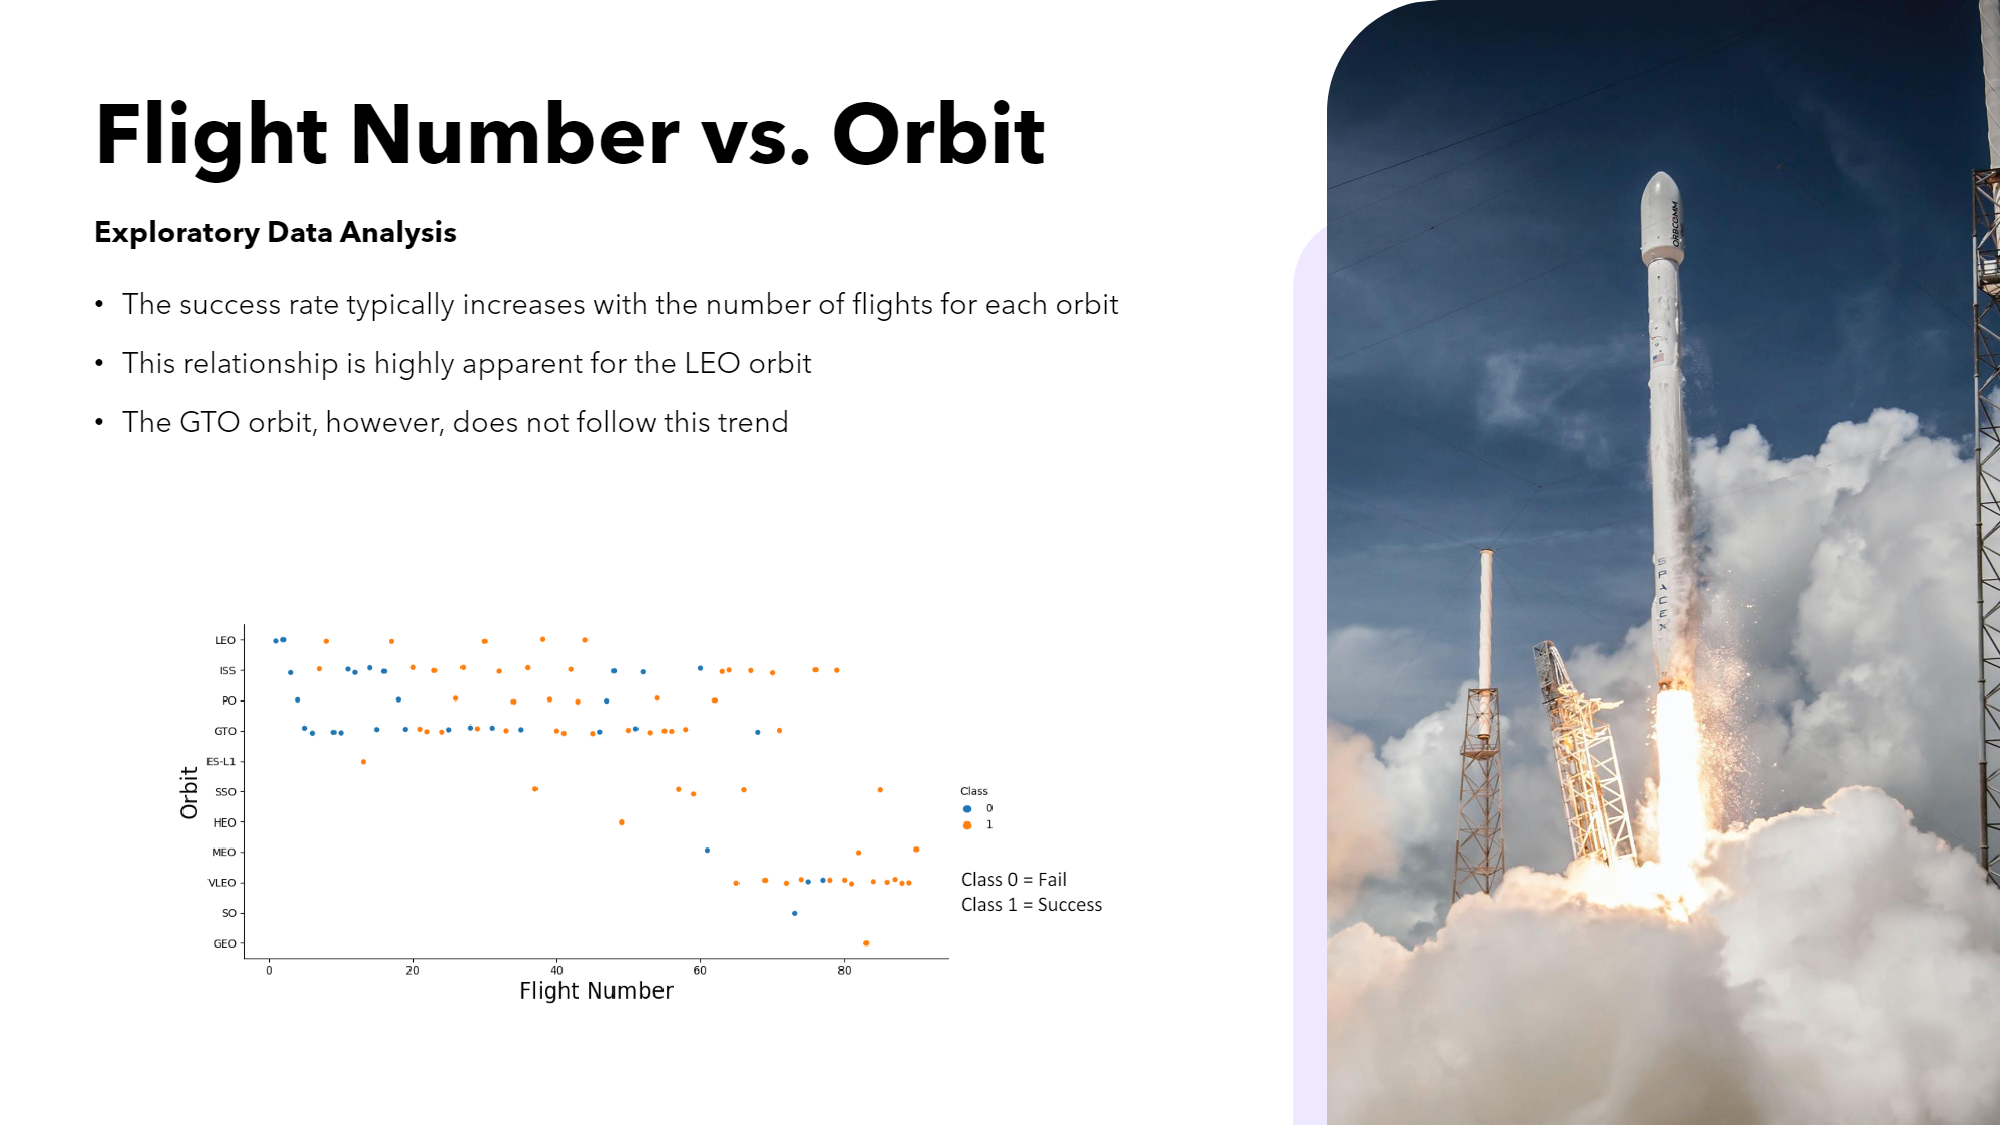 Flight Number vs. Orbit
Exploratory Data Analysis
• The success rate typically increases with the number of flights for each orbit
• This relationship is highly apparent for the LEO orbit
• The GTO orbit, however, does not follow this trend
LEO
ISS
PO
GTO
ES-L1
SSO
HEO
MEO
VLEO
SO
GEO
Orbit
0 20 40 60 80
Flight Number
Class
0
1
Class 0 = Fail
Class 1 = Success
ORBCOMM
SPACEX